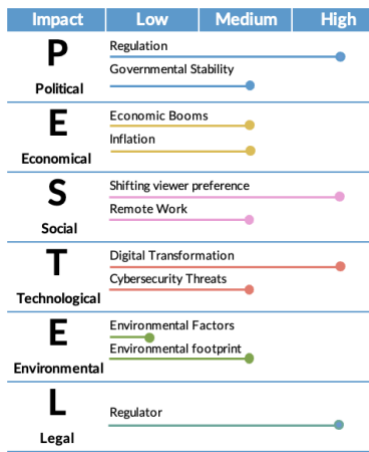 Impact Low Medium High
P
Political
Regulation
Governmental Stability
E
Economical
Economic Booms
Inflation
S
Social
Shifting viewer preference
Remote Work
T
Technological
Digital Transformation
Cybersecurity Threats
E
Environmental
Environmental Factors
Environmental footprint
L
Legal
Regulator